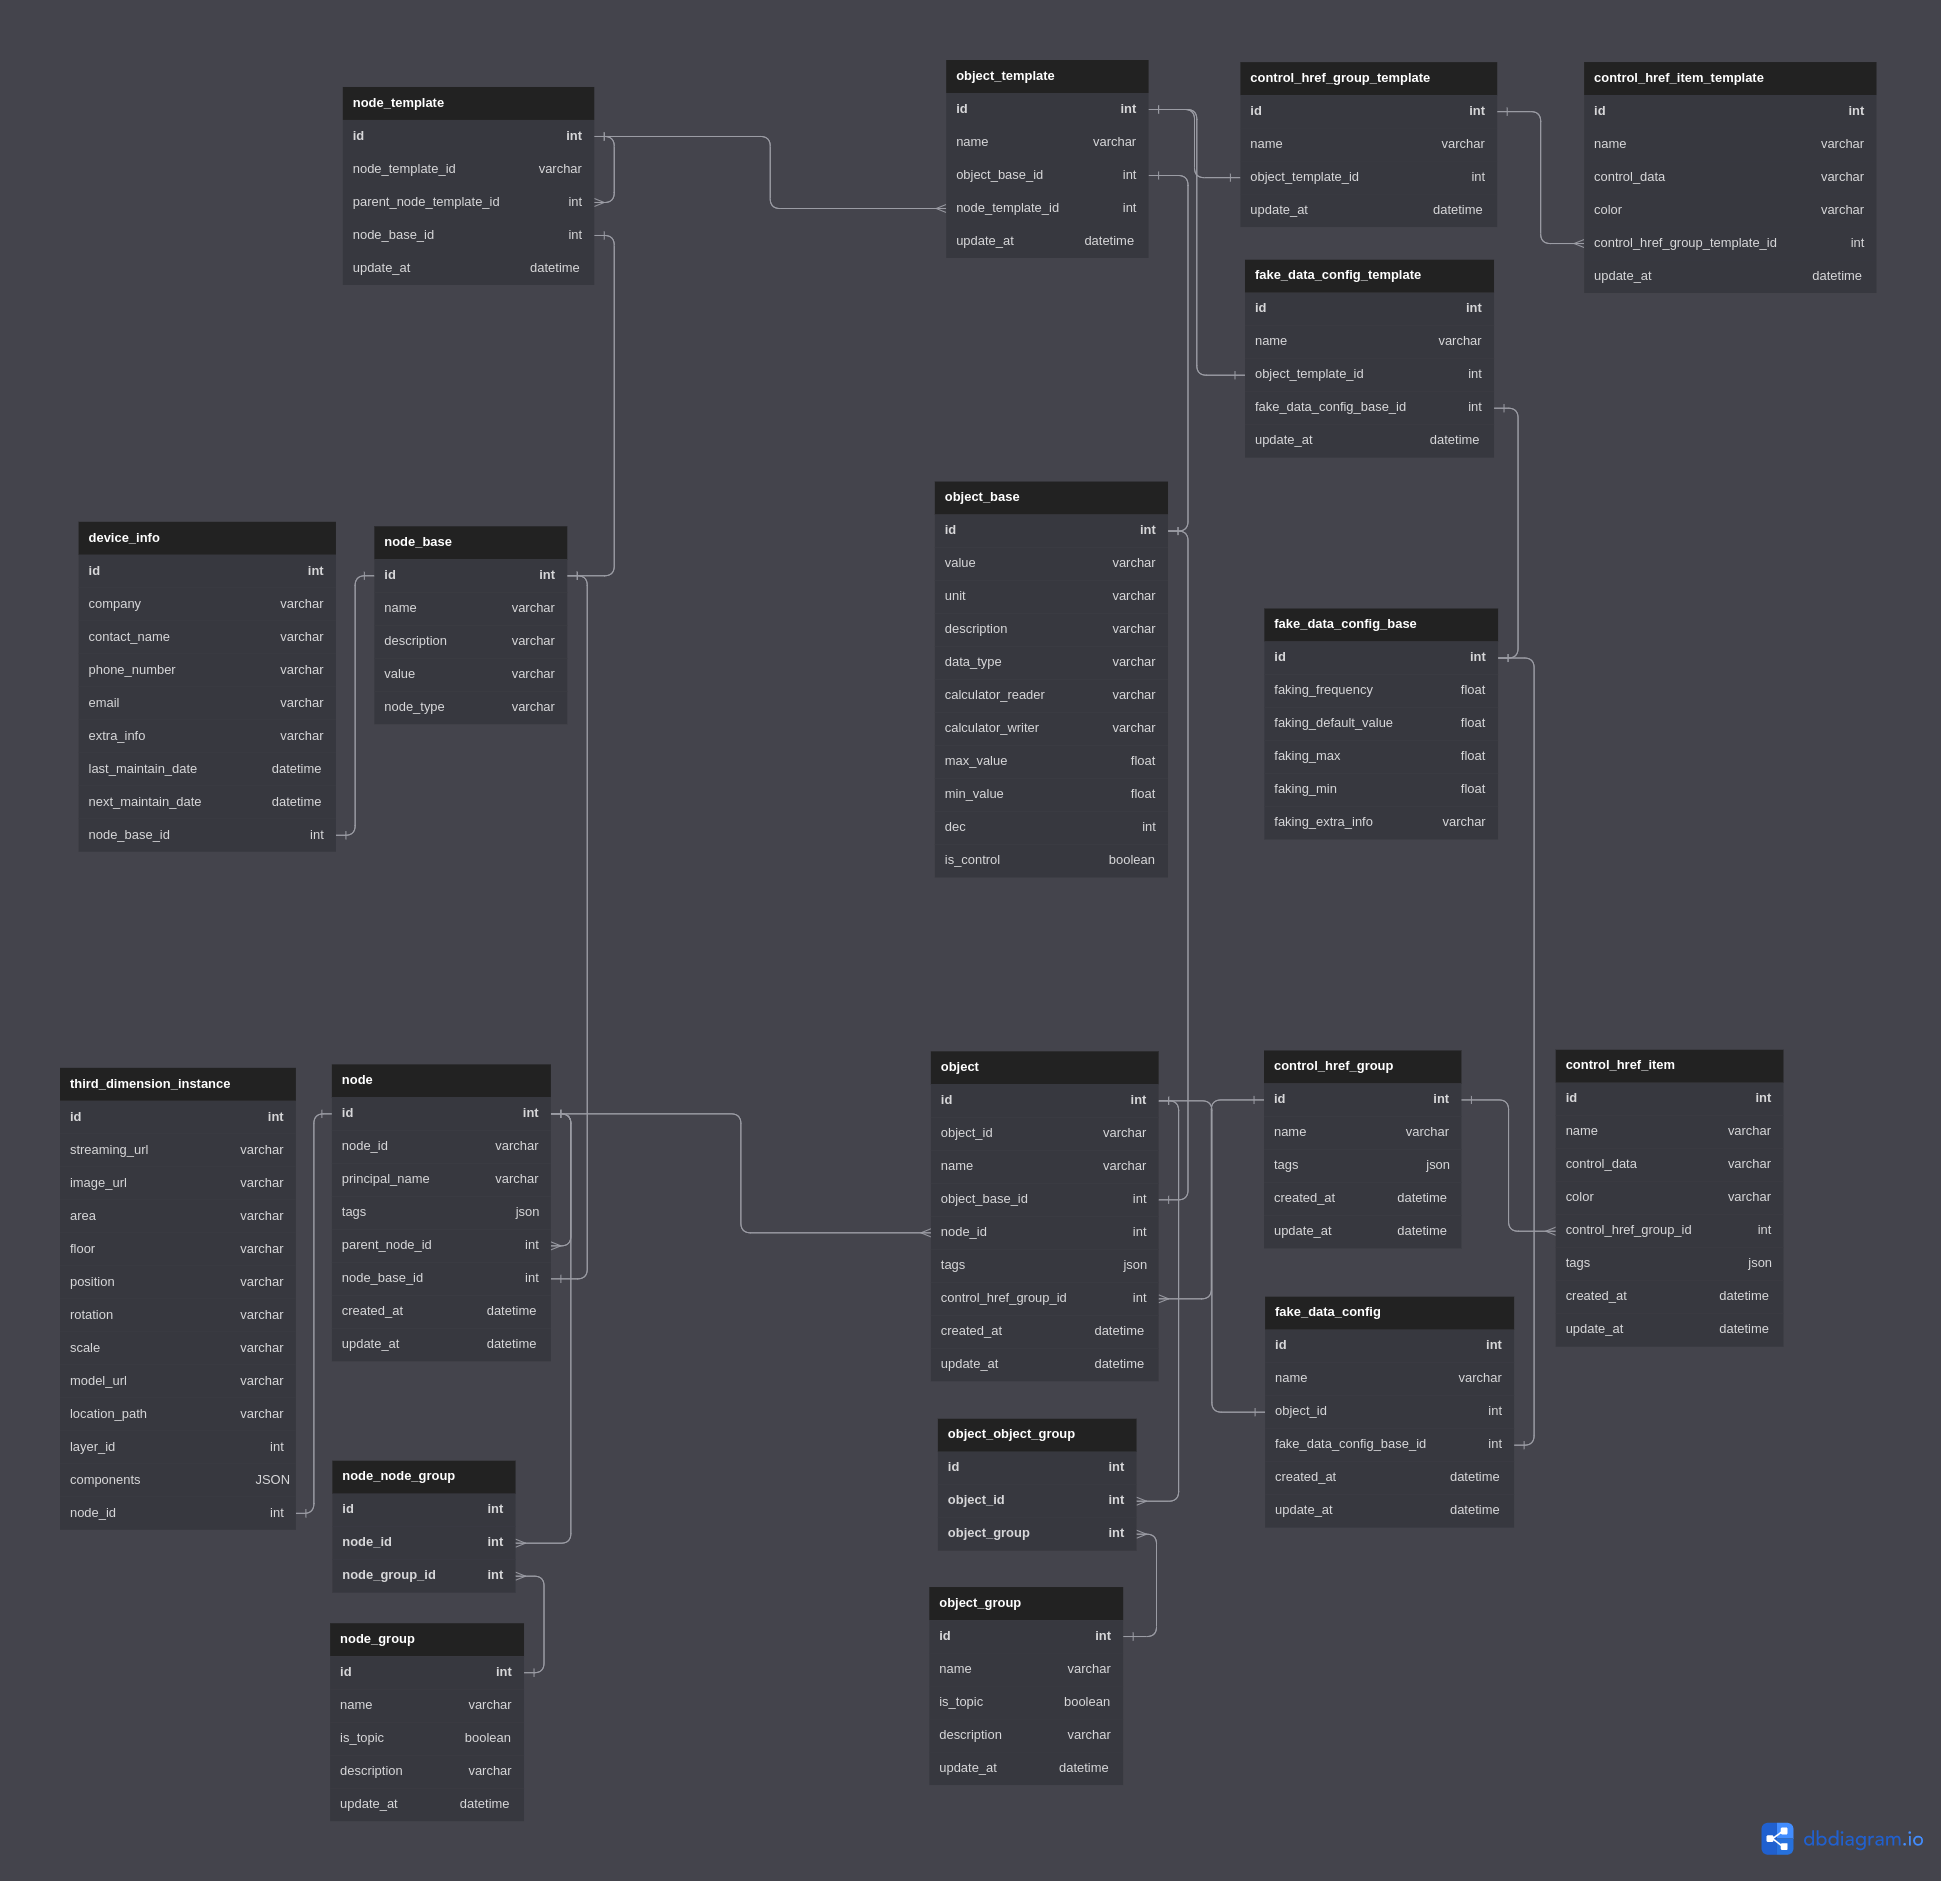 node_template
id int
node_template_id varchar
parent_node_template_id int
node_base_id int
update_at datetime
object_template
id int
name varchar
object_base_id int
node_template_id int
update_at datetime
control_href_group_template
id int
name varchar
object_template_id int
update_at datetime
control_href_item_template
id int
name varchar
control_data varchar
color varchar
control_href_group_template_id int
update_at datetime
fake_data_config_template
id int
name varchar
object_template_id int
fake_data_config_base_id int
update_at datetime
device_info
id int
company varchar
contact_name varchar
phone_number varchar
email varchar
extra_info varchar
last_maintain_date datetime
next_maintain_date datetime
node_base_id int
node_base
id int
name varchar
description varchar
value varchar
node_type varchar
object_base
id int
value varchar
unit varchar
description varchar
data_type varchar
calculator_reader varchar
calculator_writer varchar
max_value float
min_value float
dec int
is_control boolean
fake_data_config_base
id int
faking_frequency float
faking_default_value float
faking_max float
faking_min float
faking_extra_info varchar
third_dimension_instance
id int
streaming_url varchar
image_url varchar
area varchar
floor varchar
position varchar
rotation varchar
scale varchar
model_url varchar
location_path varchar
layer_id int
components JSON
node_id int
node
id int
node_id varchar
principal_name varchar
tags json
parent_node_id int
node_base_id int
created_at datetime
update_at datetime
object
id int
object_id varchar
name varchar
object_base_id int
node_id int
tags json
control_href_group_id int
created_at datetime
update_at datetime
control_href_group
id int
name varchar
tags json
created_at datetime
update_at datetime
control_href_item
id int
name varchar
control_data varchar
color varchar
control_href_group_id int
tags json
created_at datetime
update_at datetime
fake_data_config
id int
name varchar
object_id int
fake_data_config_base_id int
created_at datetime
update_at datetime
node_node_group
id int
node_id int
node_group_id int
object_object_group
id int
object_id int
object_group int
node_group
id int
name varchar
is_topic boolean
description varchar
update_at datetime
object_group
id int
name varchar
is_topic boolean
description varchar
update_at datetime
dbdiagram.io